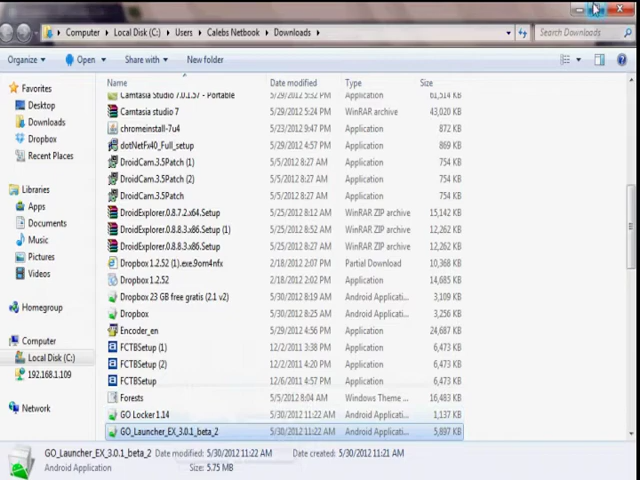 Computer ▸ Local Disk (C:) ▸ Users ▸ Calebs Netbook ▸ Downloads ▸ Search Downloads
Organize ▾ Open ▾ Share with ▾ New folder
Name Date modified Type Size
Favorites
Desktop
Downloads
Dropbox
Recent Places
Libraries
Apps
Documents
Music
Pictures
Videos
Homegroup
Computer
Local Disk (C:)
192.168.1.109
Network
Camtasia Studio 7.0.1.57 - Portable 5/29/2012 5:52 PM Application 61,514 KB
Camtasia studio 7 5/29/2012 5:24 PM WinRAR archive 43,020 KB
chromeinstall-7u4 5/23/2012 9:47 PM Application 872 KB
dotNetFx40_Full_setup 5/29/2012 4:57 PM Application 869 KB
DroidCam.3.5Patch (1) 5/5/2012 8:27 AM Application 754 KB
DroidCam.3.5Patch (2) 5/5/2012 8:27 AM Application 754 KB
DroidCam.3.5Patch 5/5/2012 8:27 AM Application 754 KB
DroidExplorer.0.8.7.2.x64.Setup 5/25/2012 8:12 AM WinRAR ZIP archive 15,142 KB
DroidExplorer.0.8.8.3.x86.Setup (1) 5/25/2012 8:52 AM WinRAR ZIP archive 12,262 KB
DroidExplorer.0.8.8.3.x86.Setup 5/25/2012 8:27 AM WinRAR ZIP archive 12,262 KB
Dropbox 1.2.52 (1).exe.9om4nfx 2/18/2012 2:07 PM Partial Download 10,368 KB
Dropbox 1.2.52 2/18/2012 2:02 PM Application 14,685 KB
Dropbox 23 GB free gratis (2.1 v2) 5/30/2012 8:19 AM Android Applicati... 3,109 KB
Dropbox 5/30/2012 8:25 AM Android Applicati... 3,256 KB
Encoder_en 5/29/2012 4:56 PM Application 24,687 KB
FCTBSetup (1) 12/2/2011 3:38 PM Application 6,473 KB
FCTBSetup (2) 12/2/2011 4:20 PM Application 6,473 KB
FCTBSetup 12/6/2011 4:57 PM Application 6,473 KB
Forests 5/5/2012 8:04 AM Windows Theme ... 16,483 KB
GO Locker 1.14 5/30/2012 11:22 AM Android Applicati... 1,137 KB
GO_Launcher_EX_3.0.1_beta_2 5/30/2012 11:22 AM Android Applicati... 5,897 KB
GO_Launcher_EX_3.0.1_beta_2 Date modified: 5/30/2012 11:22 AM Date created: 5/30/2012 11:21 AM
Android Application Size: 5.75 MB